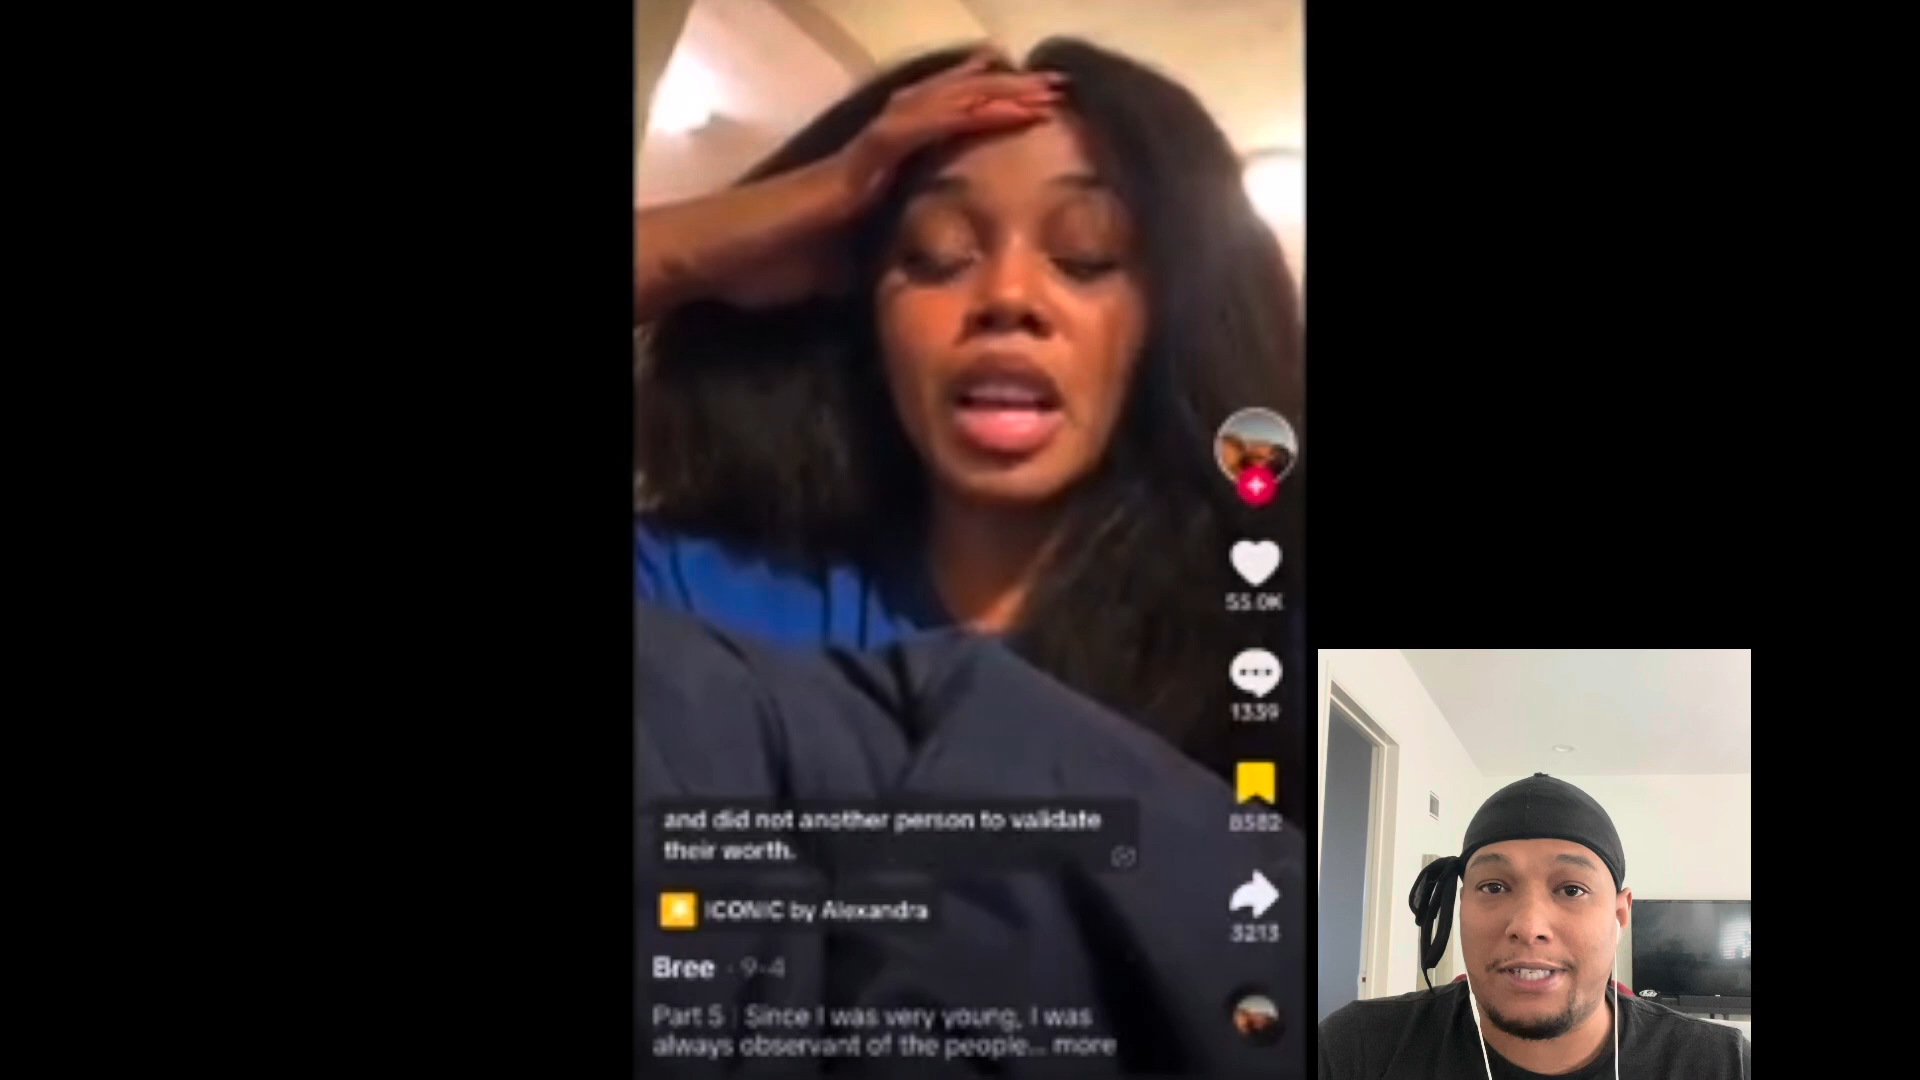 55.0K
1339
8582
3213
and did not another person to validate
their worth.
ICONIC by Alexandra
Bree · 9-4
Part 5 | Since I was very young, I was
always observant of the people... more